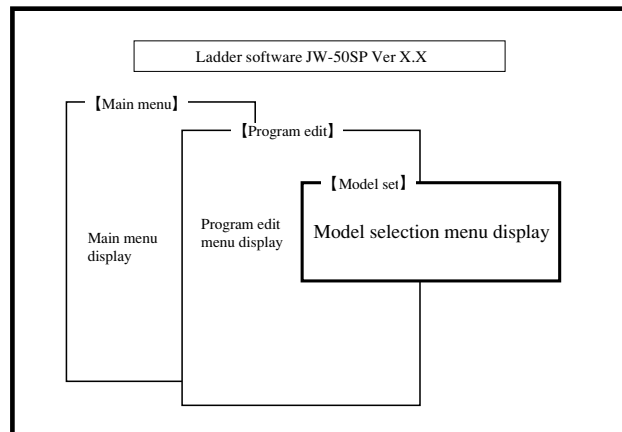 Ladder software JW-50SP Ver X.X
【Main menu】
【Program edit】
【Model set】
Main menu
display
Program edit
menu display
Model selection menu display